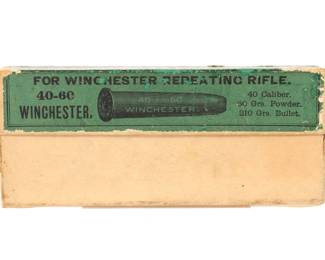 FOR WINCHESTER REPEATING RIFLE.
40-60
WINCHESTER.
40-60
WINCHESTER.
40 Caliber.
60 Grs. Powder.
210 Grs. Bullet.